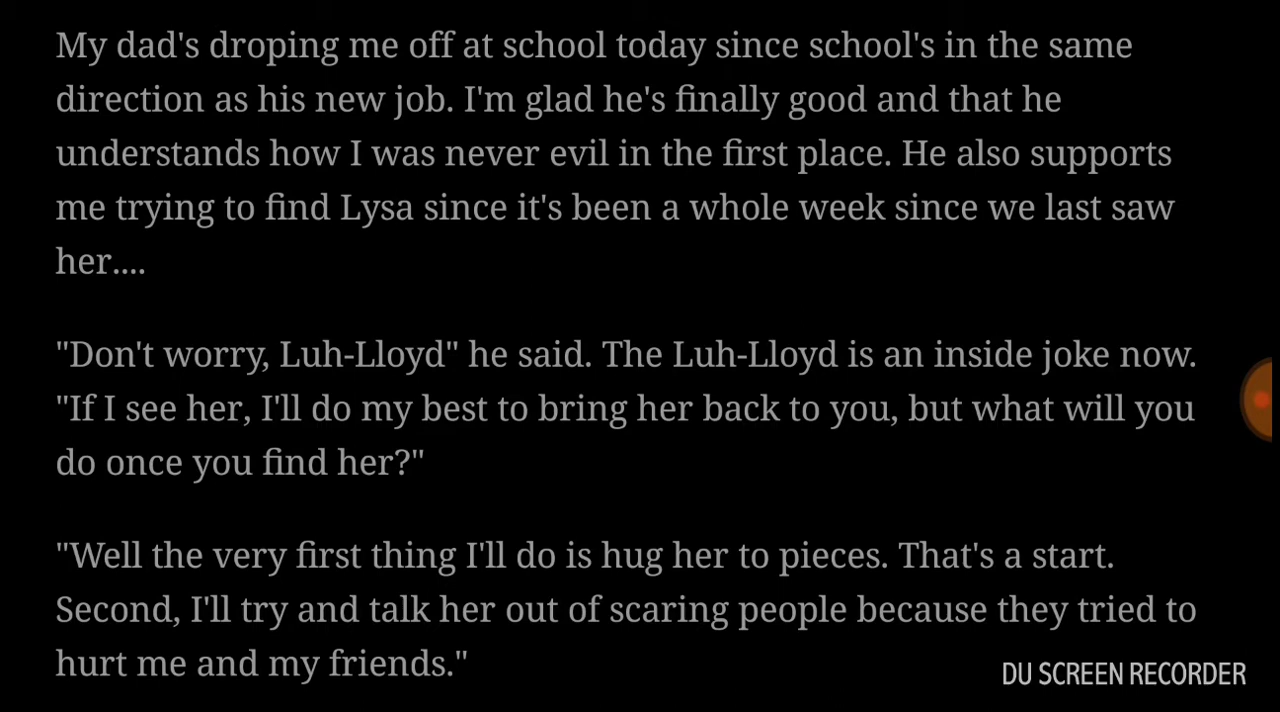 My dad's droping me off at school today since school's in the same
direction as his new job. I'm glad he's finally good and that he
understands how I was never evil in the first place. He also supports
me trying to find Lysa since it's been a whole week since we last saw
her....
"Don't worry, Luh-Lloyd" he said. The Luh-Lloyd is an inside joke now.
"If I see her, I'll do my best to bring her back to you, but what will you
do once you find her?"
"Well the very first thing I'll do is hug her to pieces. That's a start.
Second, I'll try and talk her out of scaring people because they tried to
hurt me and my friends."
DU SCREEN RECORDER